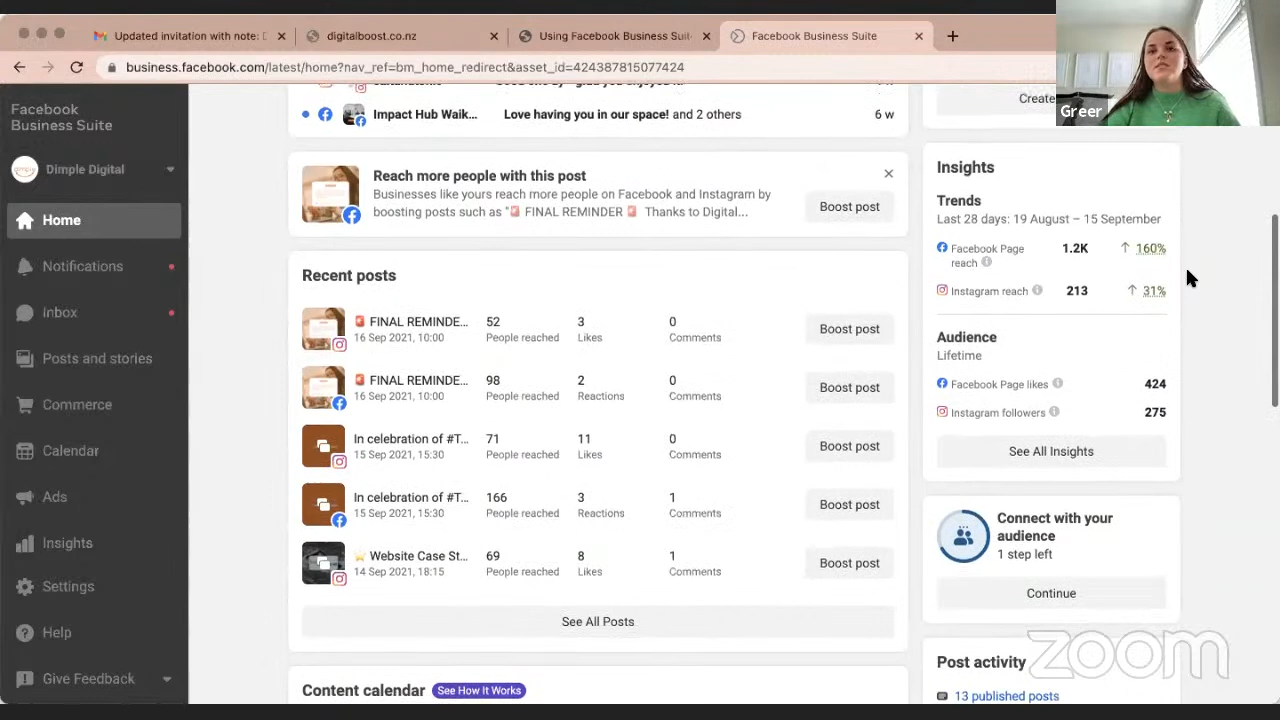 Updated invitation with note: D
digitalboost.co.nz
Using Facebook Business Suit
Facebook Business Suite
business.facebook.com/latest/home?nav_ref=bm_home_redirect&asset_id=424387815077424
Greer
Facebook
Business Suite
Dimple Digital
Home
Notifications
Inbox
Posts and stories
Commerce
Calendar
Ads
Insights
Settings
Help
Give Feedback
Impact Hub Waik... Love having you in our space! and 2 others 6 w
Reach more people with this post
Businesses like yours reach more people on Facebook and Instagram by
boosting posts such as "🚨 FINAL REMINDER 🚨 Thanks to Digital...
Boost post
Recent posts
🚨 FINAL REMINDE... 52 3 0
16 Sep 2021, 10:00 People reached Likes Comments
Boost post
🚨 FINAL REMINDE... 98 2 0
16 Sep 2021, 10:00 People reached Reactions Comments
Boost post
In celebration of #T... 71 11 0
15 Sep 2021, 15:30 People reached Likes Comments
Boost post
In celebration of #T... 166 3 1
15 Sep 2021, 15:30 People reached Reactions Comments
Boost post
⭐ Website Case St... 69 8 1
14 Sep 2021, 18:15 People reached Likes Comments
Boost post
See All Posts
Content calendar See How It Works
Create
Insights
Trends
Last 28 days: 19 August – 15 September
Facebook Page 1.2K ↑ 160%
reach
Instagram reach 213 ↑ 31%
Audience
Lifetime
Facebook Page likes 424
Instagram followers 275
See All Insights
Connect with your
audience
1 step left
Continue
Post activity
13 published posts
zoom